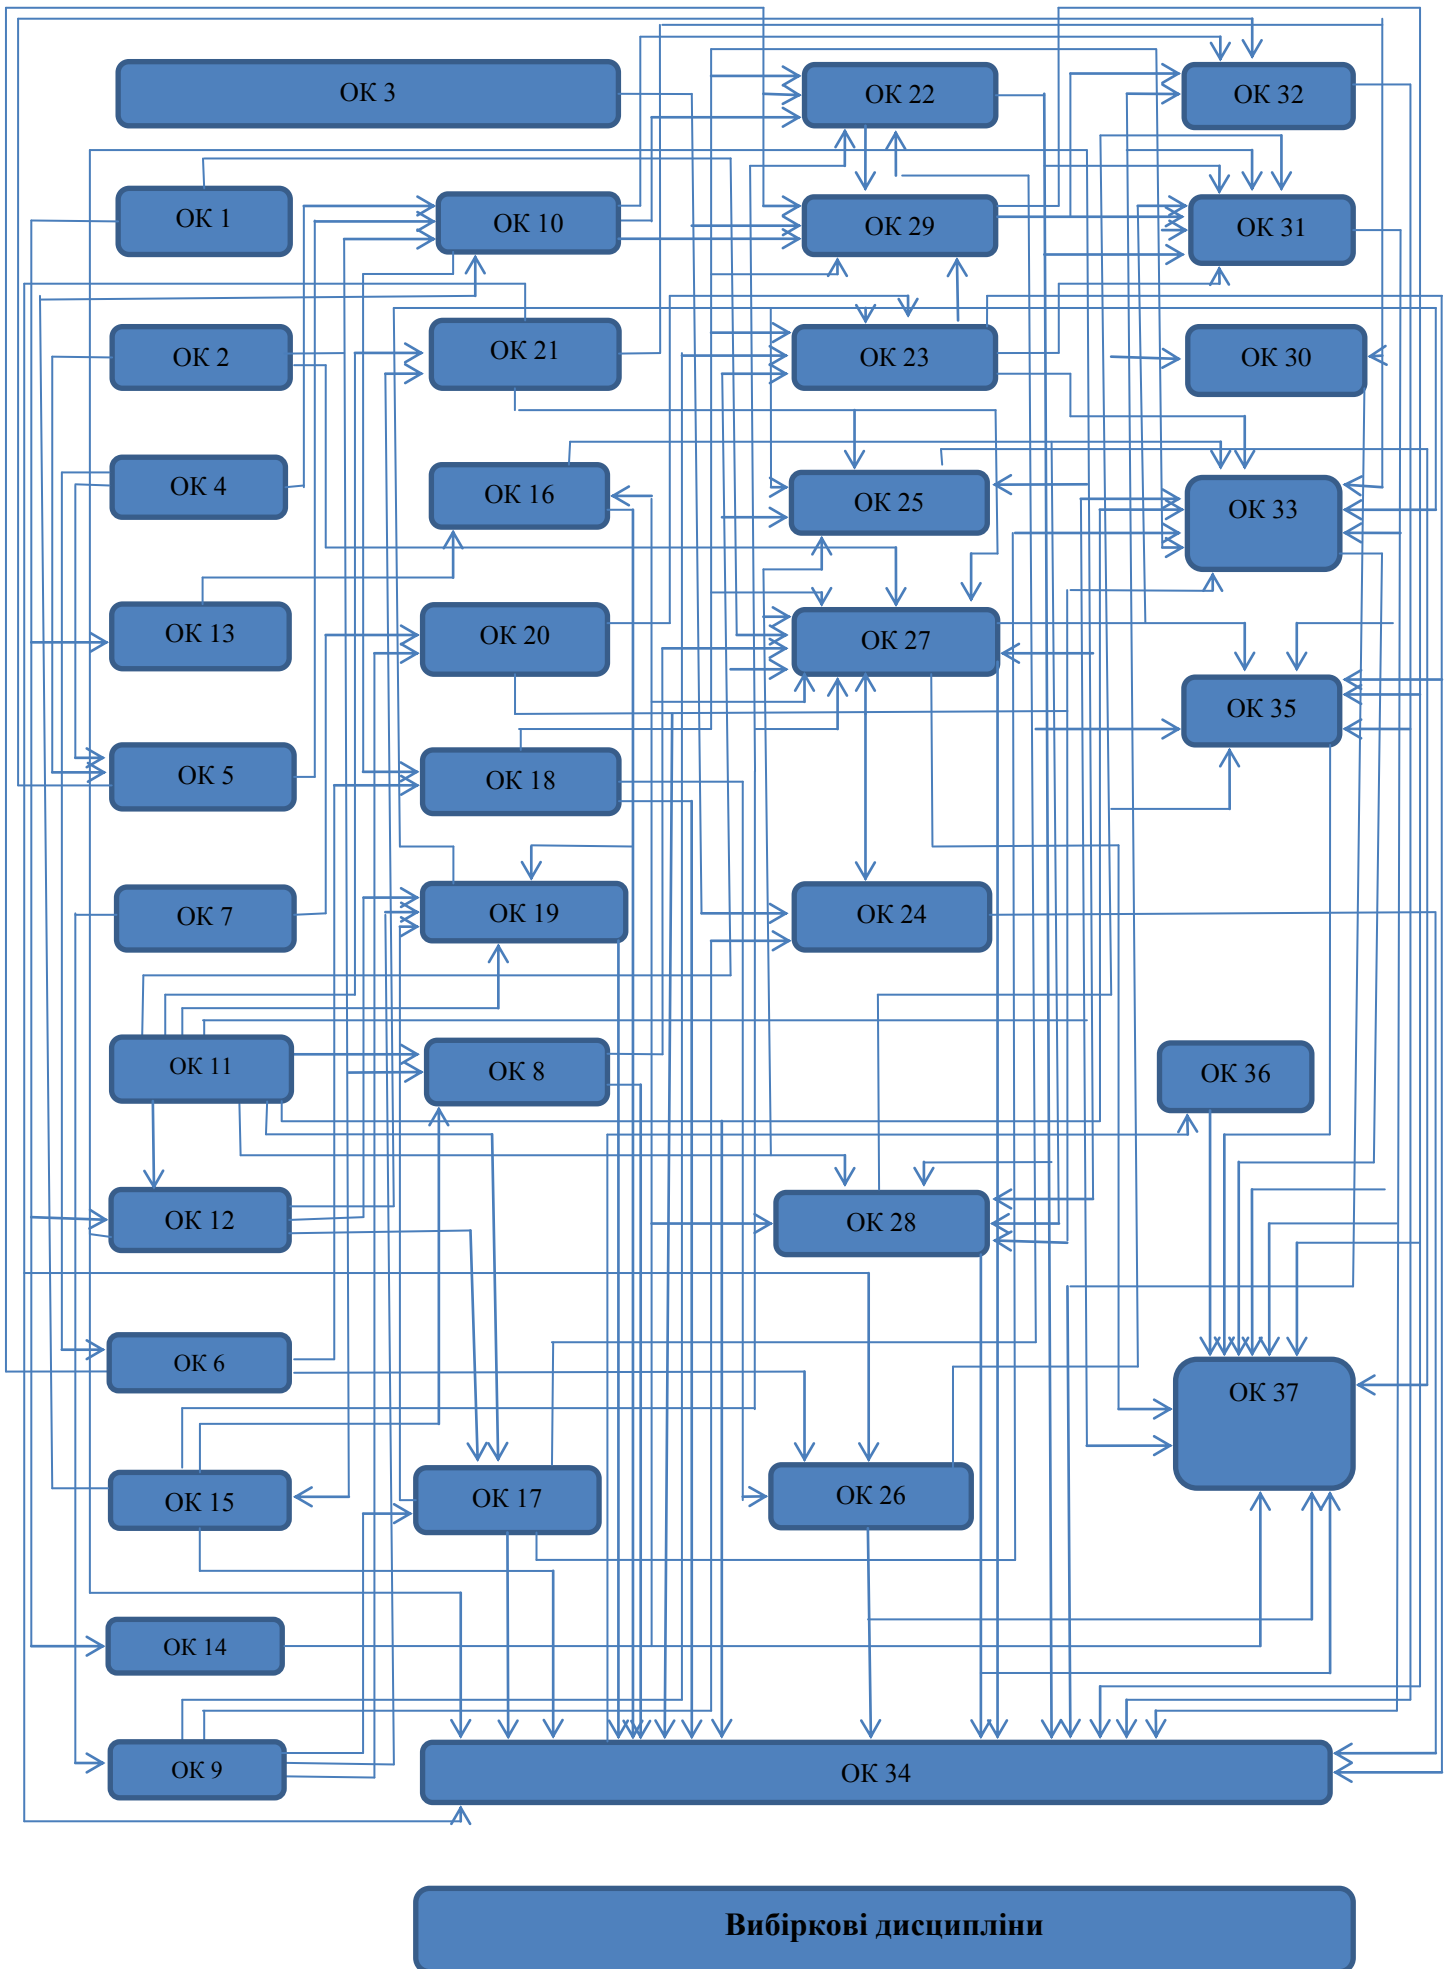 ОК 3
ОК 22
ОК 32
ОК 1
ОК 10
ОК 29
ОК 31
ОК 2
ОК 21
ОК 23
ОК 30
ОК 4
ОК 16
ОК 25
ОК 33
ОК 13
ОК 20
ОК 27
ОК 35
ОК 5
ОК 18
ОК 7
ОК 19
ОК 24
ОК 11
ОК 8
ОК 36
ОК 12
ОК 28
ОК 6
ОК 37
ОК 15
ОК 17
ОК 26
ОК 14
ОК 9
ОК 34
Вибіркові дисципліни